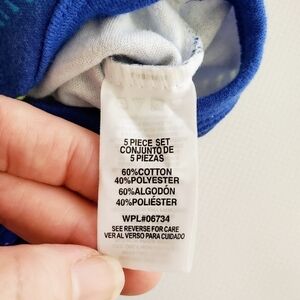 5 PIECE SET
CONJUNTO DE
5 PIEZAS
60%COTTON
40%POLYESTER
60%ALGODÓN
40%POLIÉSTER
WPL#06734
SEE REVERSE FOR CARE
VER AL VERSO PARA CUIDADO